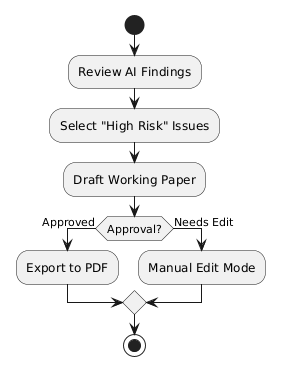 Review AI Findings
Select "High Risk" Issues
Draft Working Paper
Approved
Approval?
Needs Edit
Export to PDF
Manual Edit Mode